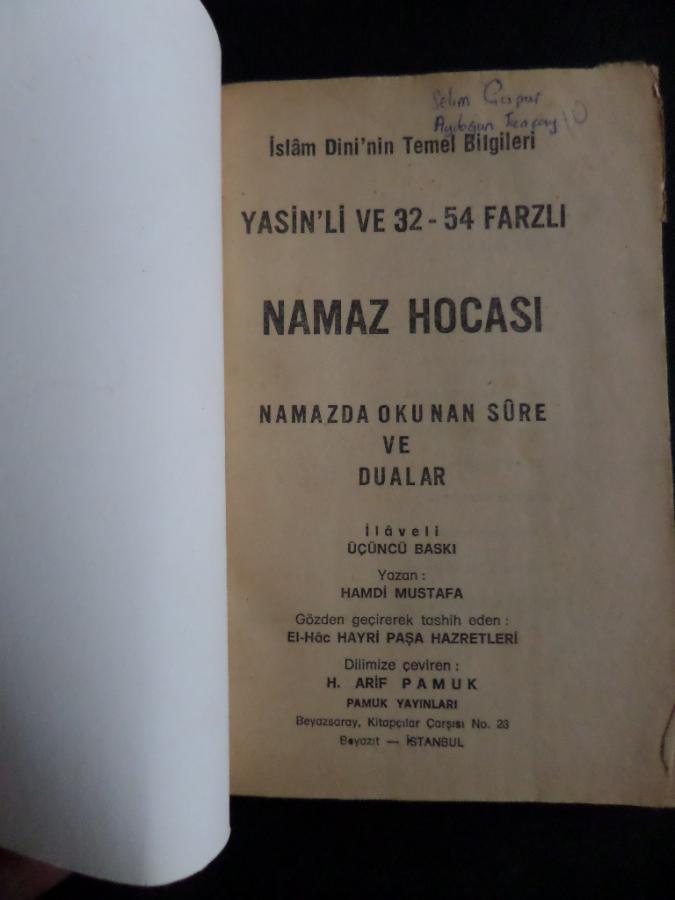 Selim
Aydoğan
İslâm Dini'nin Temel Bilgileri
YASİN'Lİ VE 32 - 54 FARZLI
NAMAZ HOCASI
NAMAZDA OKUNAN SÛRE
VE
DUALAR
İlâveli
ÜÇÜNCÜ BASKI
Yazan :
HAMDİ MUSTAFA
Gözden geçirerek tashih eden :
El-Hâc HAYRİ PAŞA HAZRETLERİ
Dilimize çeviren :
H. ARİF PAMUK
PAMUK YAYINLARI
Beyazsaray, Kitapçılar Çarşısı No. 23
Beyazıt — İSTANBUL